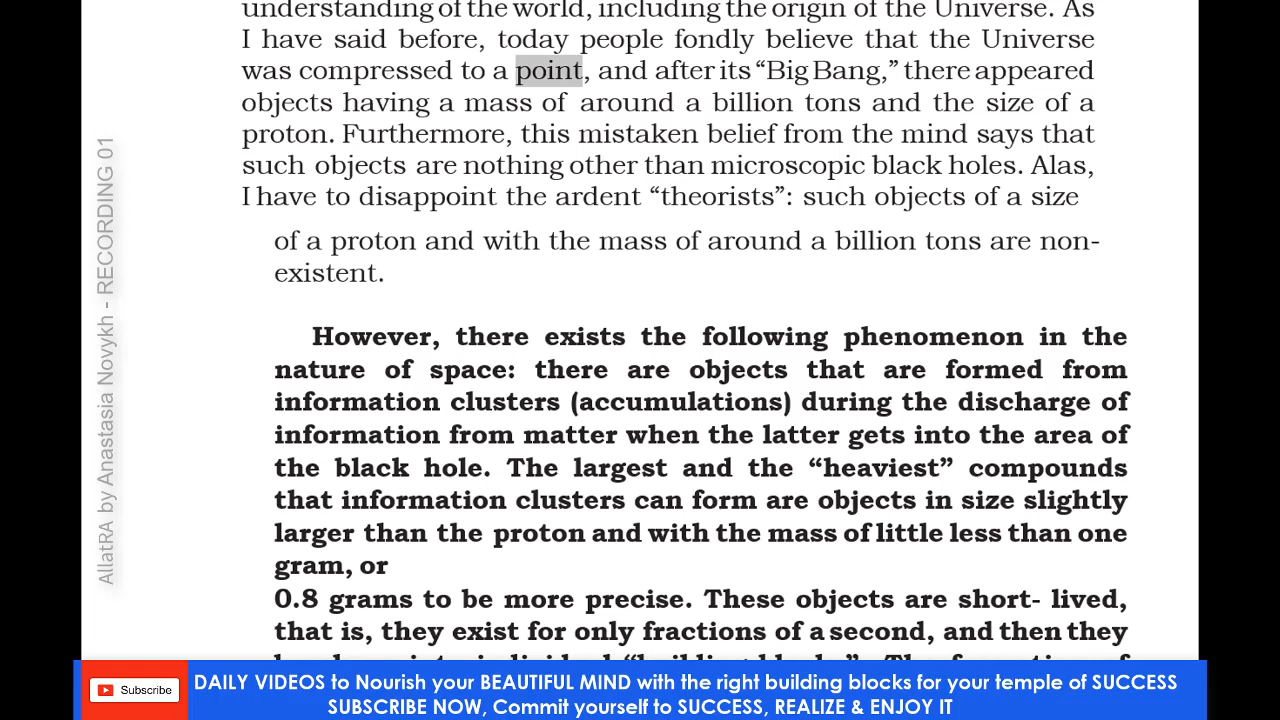 understanding of the world, including the origin of the Universe. As
I have said before, today people fondly believe that the Universe
was compressed to a point, and after its “Big Bang,” there appeared
objects having a mass of around a billion tons and the size of a
proton. Furthermore, this mistaken belief from the mind says that
such objects are nothing other than microscopic black holes. Alas,
I have to disappoint the ardent “theorists”: such objects of a size
of a proton and with the mass of around a billion tons are non-
existent.
However, there exists the following phenomenon in the
nature of space: there are objects that are formed from
information clusters (accumulations) during the discharge of
information from matter when the latter gets into the area of
the black hole. The largest and the “heaviest” compounds
that information clusters can form are objects in size slightly
larger than the proton and with the mass of little less than one
gram, or
0.8 grams to be more precise. These objects are short- lived,
that is, they exist for only fractions of a second, and then they
AllatRA by Anastasia Novykh - RECORDING 01
Subscribe
DAILY VIDEOS to Nourish your BEAUTIFUL MIND with the right building blocks for your temple of SUCCESS
SUBSCRIBE NOW, Commit yourself to SUCCESS, REALIZE & ENJOY IT